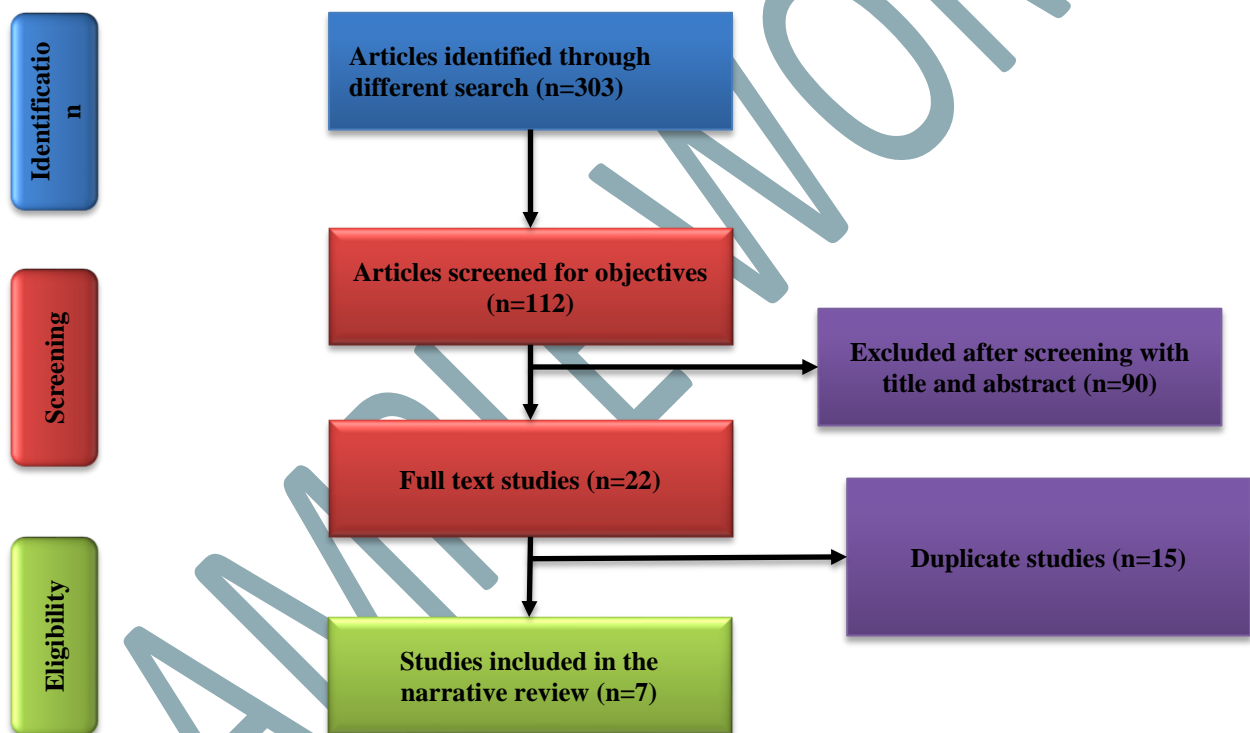 Identificatio
n
Articles identified through
different search (n=303)
Screening
Articles screened for objectives
(n=112)
Excluded after screening with
title and abstract (n=90)
Full text studies (n=22)
Duplicate studies (n=15)
Eligibility
Studies included in the
narrative review (n=7)